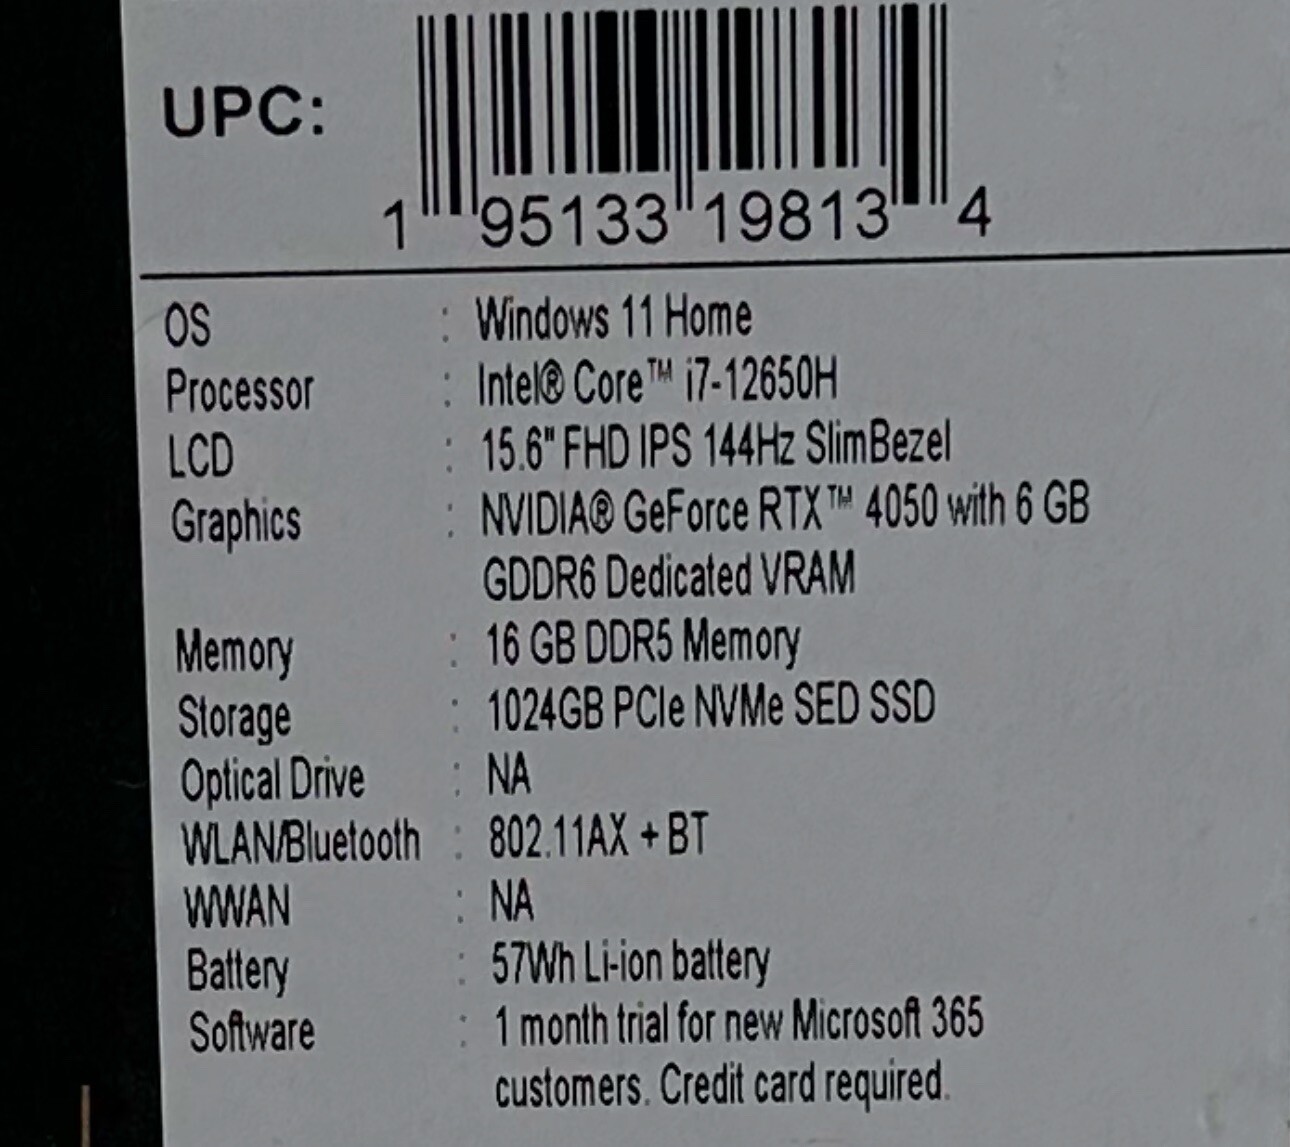 UPC:
1 95133 19813 4
OS : Windows 11 Home
Processor : Intel® Core™ i7-12650H
LCD : 15.6" FHD IPS 144Hz SlimBezel
Graphics : NVIDIA® GeForce RTX™ 4050 with 6 GB
GDDR6 Dedicated VRAM
Memory : 16 GB DDR5 Memory
Storage : 1024GB PCIe NVMe SED SSD
Optical Drive : NA
WLAN/Bluetooth : 802.11AX + BT
WWAN : NA
Battery : 57Wh Li-ion battery
Software : 1 month trial for new Microsoft 365
customers. Credit card required.